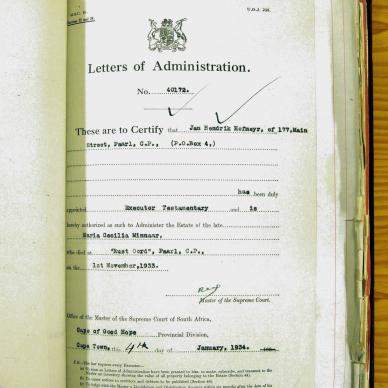 U.D.J. 258.
Letters of Administration.
No. 40172.
These are to Certify that Jan Hendrik Hofmeyr, of 177, Main
Street, Paarl, C.P., (P.O.Box 4,)
has been duly
appointed Executor Testamentary and is
hereby authorized as such to Administer the Estate of the late
Maria Cecilia Minnaar.
who died at "Rust Oord", Paarl, C.P.,
on the 1st November, 1933.
Master of the Supreme Court.
Office of the Master of the Supreme Court of South Africa,
Cape of Good Hope Provincial Division,
Cape Town, this 4th day of January, 1934.